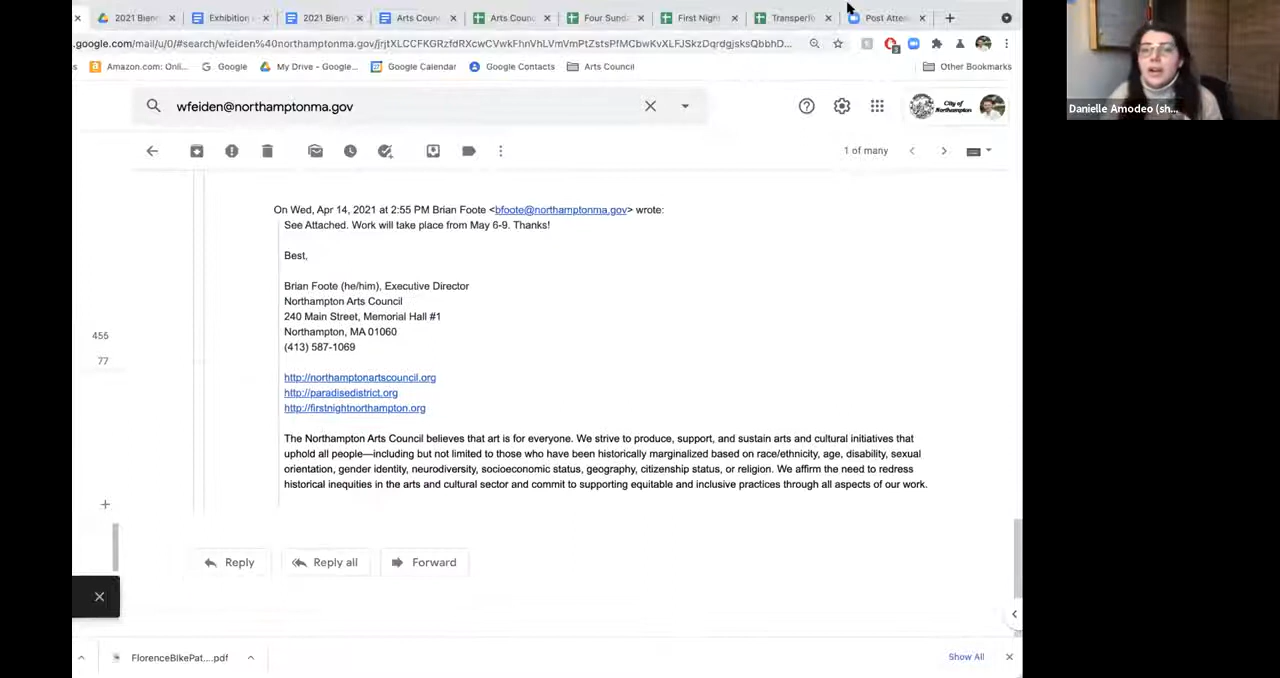 2021 Bienn
Exhibition
2021 Bienn
Arts Coun
Arts Coun
Four Sund
First Nigh
Transperfo
Post Atte
.google.com/mail/u/0/#search/wfeiden%40northamptonma.gov/
s
Amazon.com: Onli...
Google
My Drive - Google...
Google Calendar
Google Contacts
Arts Council
Other Bookmarks
Danielle Amodeo (sh...
wfeiden@northamptonma.gov
City of
Northampton
1 of many
On Wed, Apr 14, 2021 at 2:55 PM Brian Foote <bfoote@northamptonma.gov> wrote:
See Attached. Work will take place from May 6-9. Thanks!
Best,
Brian Foote (he/him), Executive Director
Northampton Arts Council
240 Main Street, Memorial Hall #1
Northampton, MA 01060
(413) 587-1069
455
77
http://northamptonartscouncil.org
http://paradisedistrict.org
http://firstnightnorthampton.org
The Northampton Arts Council believes that art is for everyone. We strive to produce, support, and sustain arts and cultural initiatives that
uphold all people—including but not limited to those who have been historically marginalized based on race/ethnicity, age, disability, sexual
orientation, gender identity, neurodiversity, socioeconomic status, geography, citizenship status, or religion. We affirm the need to redress
historical inequities in the arts and cultural sector and commit to supporting equitable and inclusive practices through all aspects of our work.
Reply
Reply all
Forward
FlorenceBikePat....pdf
Show All